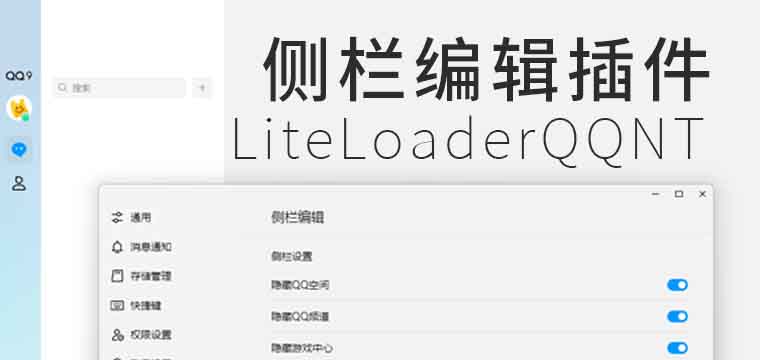 侧栏编辑插件
LiteLoaderQQNT
QQ9
搜索
通用
消息通知
存储管理
快捷键
权限设置
侧栏编辑
侧栏设置
隐藏QQ空间
隐藏QQ频道
隐藏游戏中心